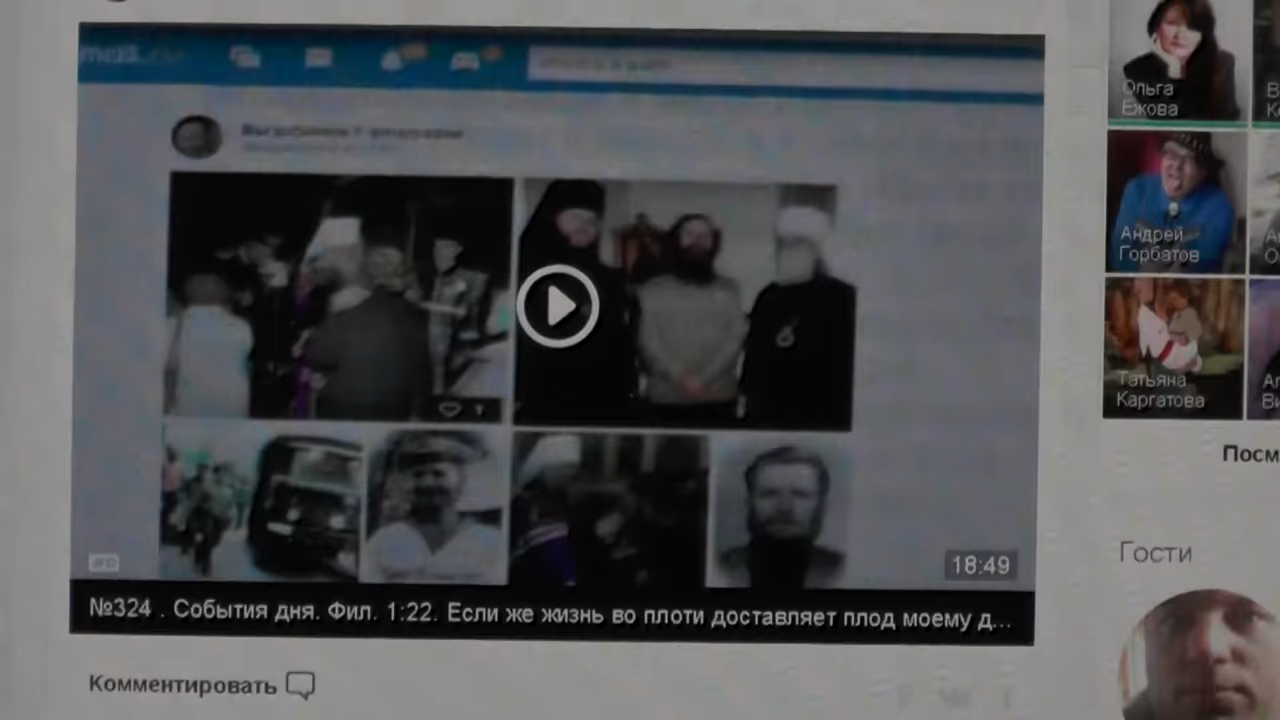 Ольга
Ежова
В
Андрей
Горбатов
Татьяна
Каргатова
Посм
HD
18:49
№324 . События дня. Фил. 1:22. Если же жизнь во плоти доставляет плод моему д...
Гости
Комментировать